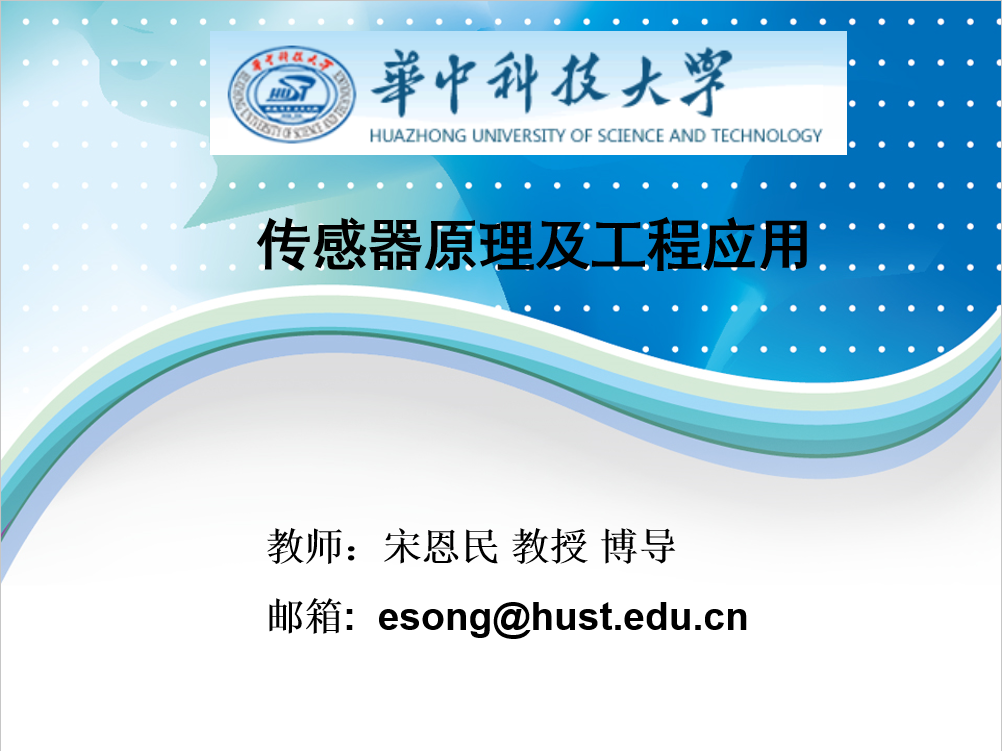 華中科技大学
HUAZHONG UNIVERSITY OF SCIENCE AND TECHNOLOGY
传感器原理及工程应用
教师：宋恩民 教授 博导
邮箱: esong@hust.edu.cn